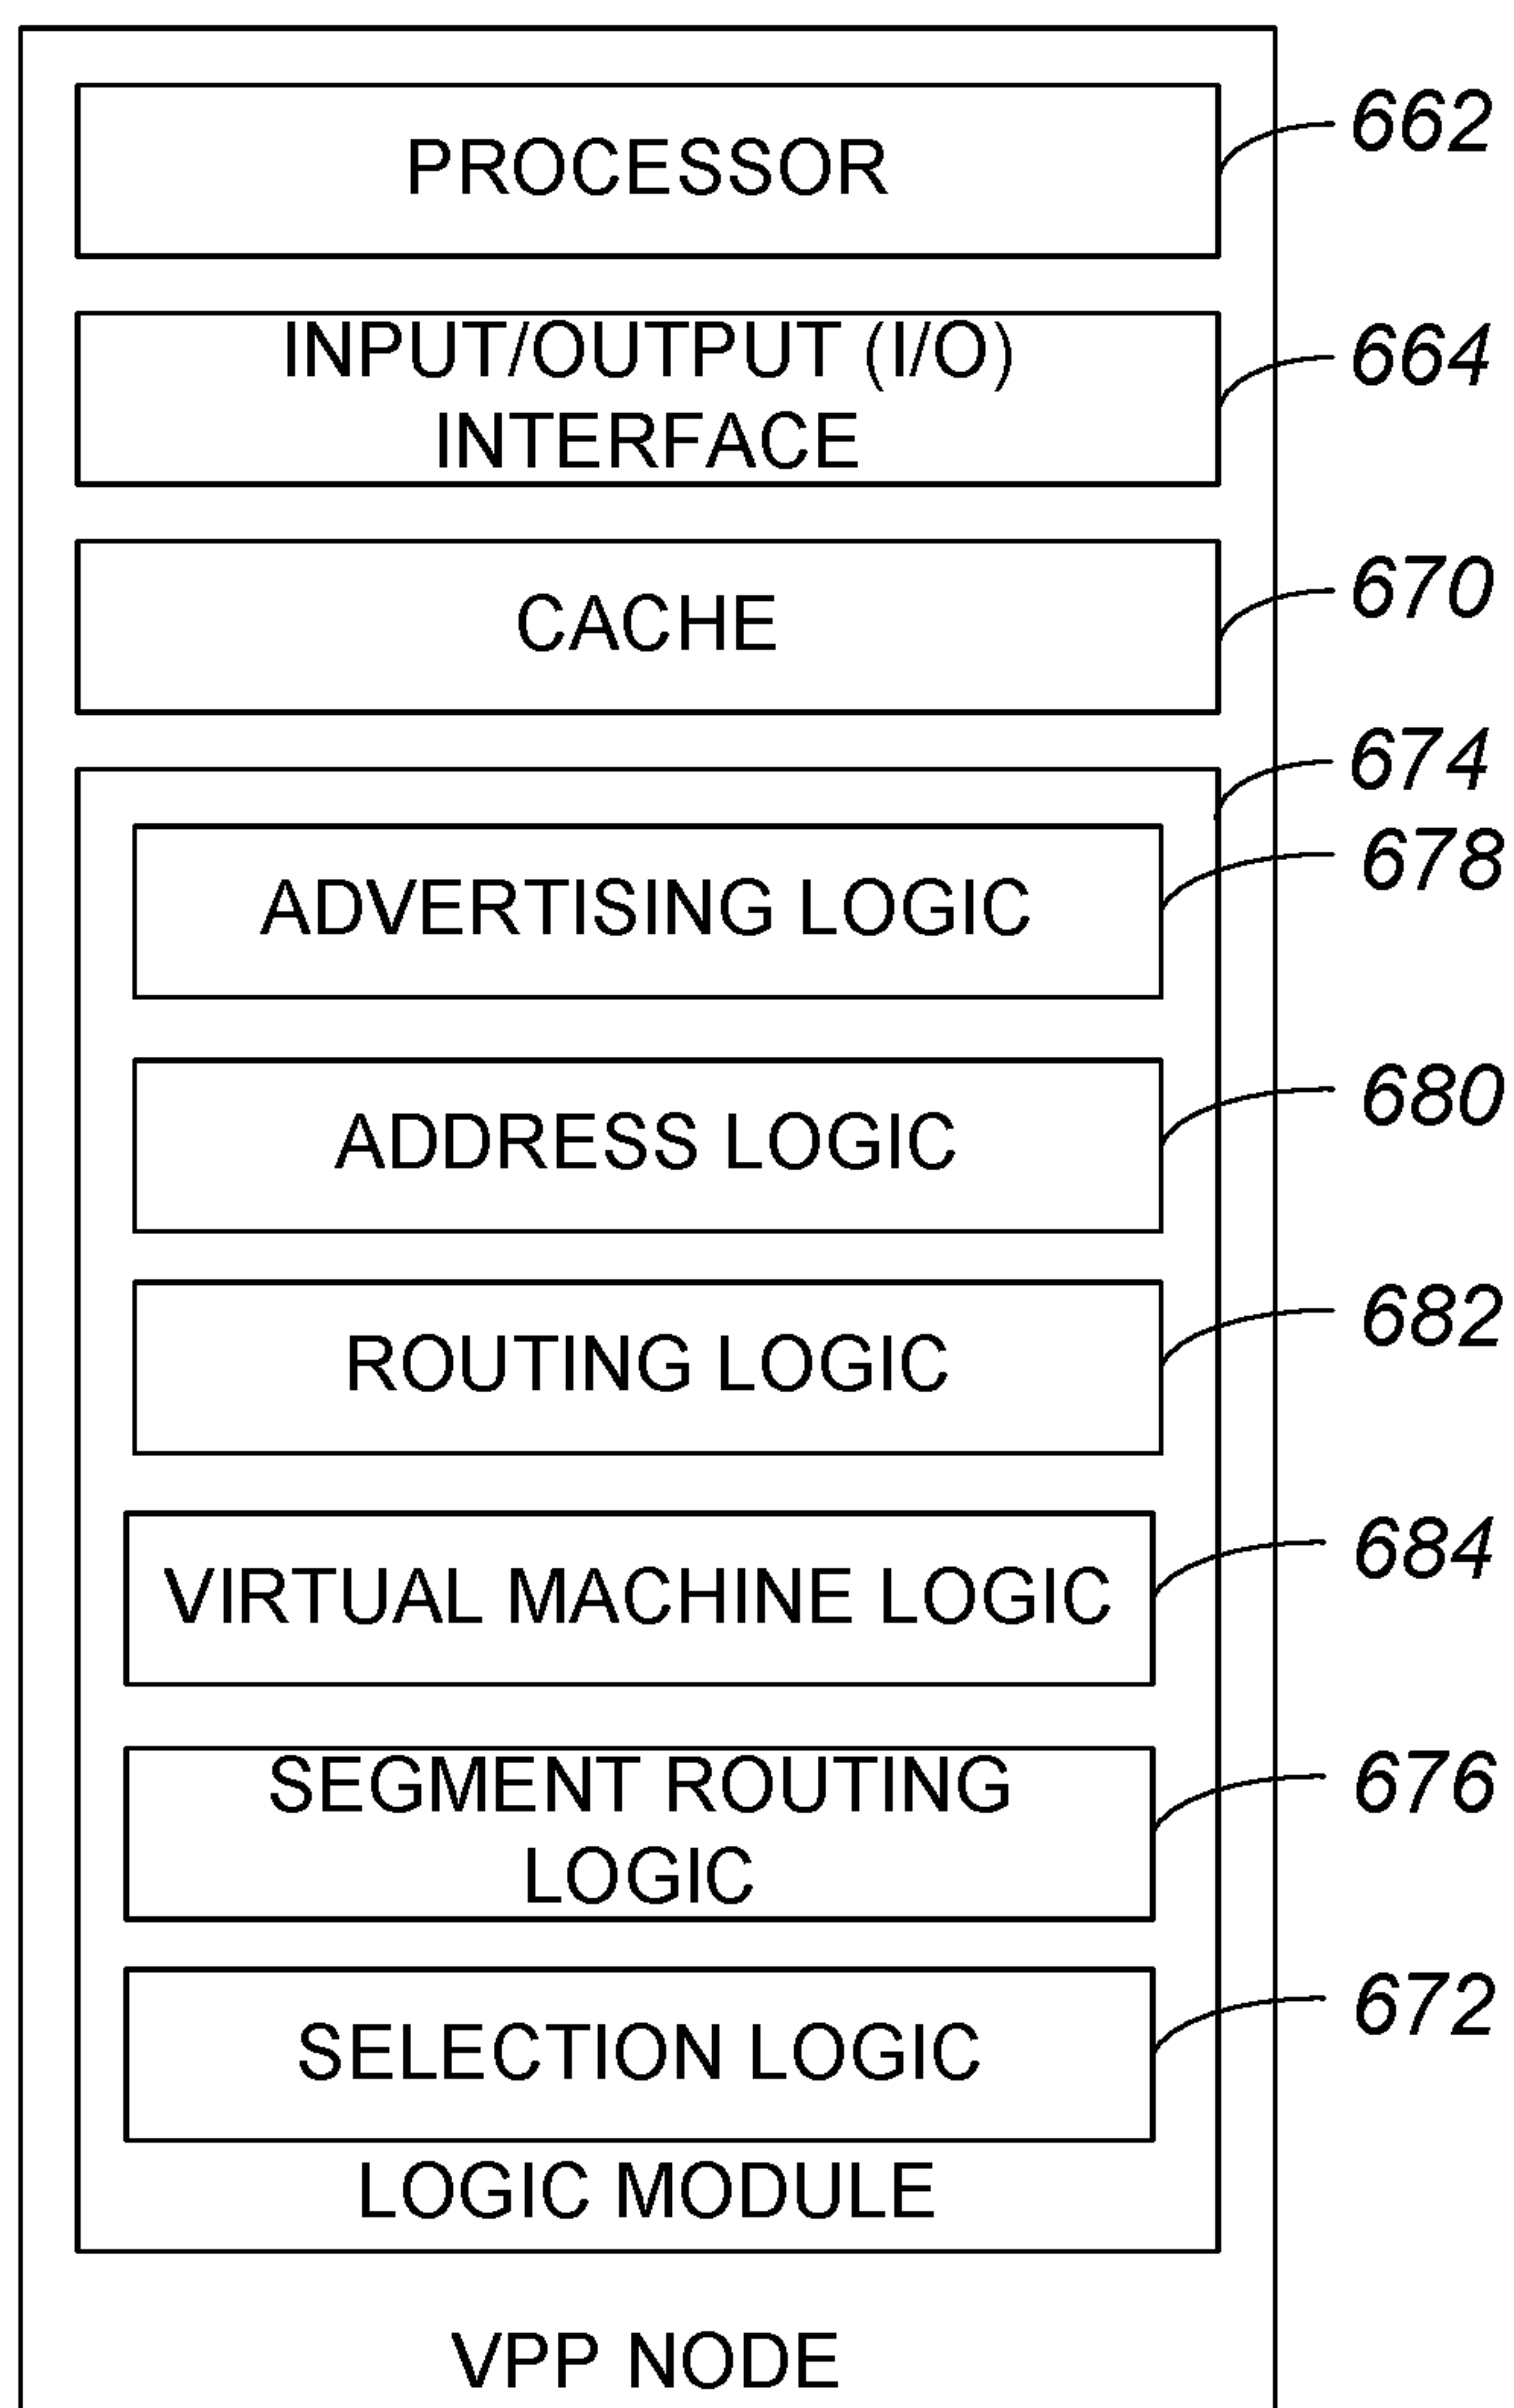 PROCESSOR
662
INPUT/OUTPUT (I/O)
INTERFACE
664
CACHE
670
674
ADVERTISING LOGIC
678
ADDRESS LOGIC
680
ROUTING LOGIC
682
VIRTUAL MACHINE LOGIC
684
SEGMENT ROUTING
LOGIC
676
SELECTION LOGIC
672
LOGIC MODULE
VPP NODE